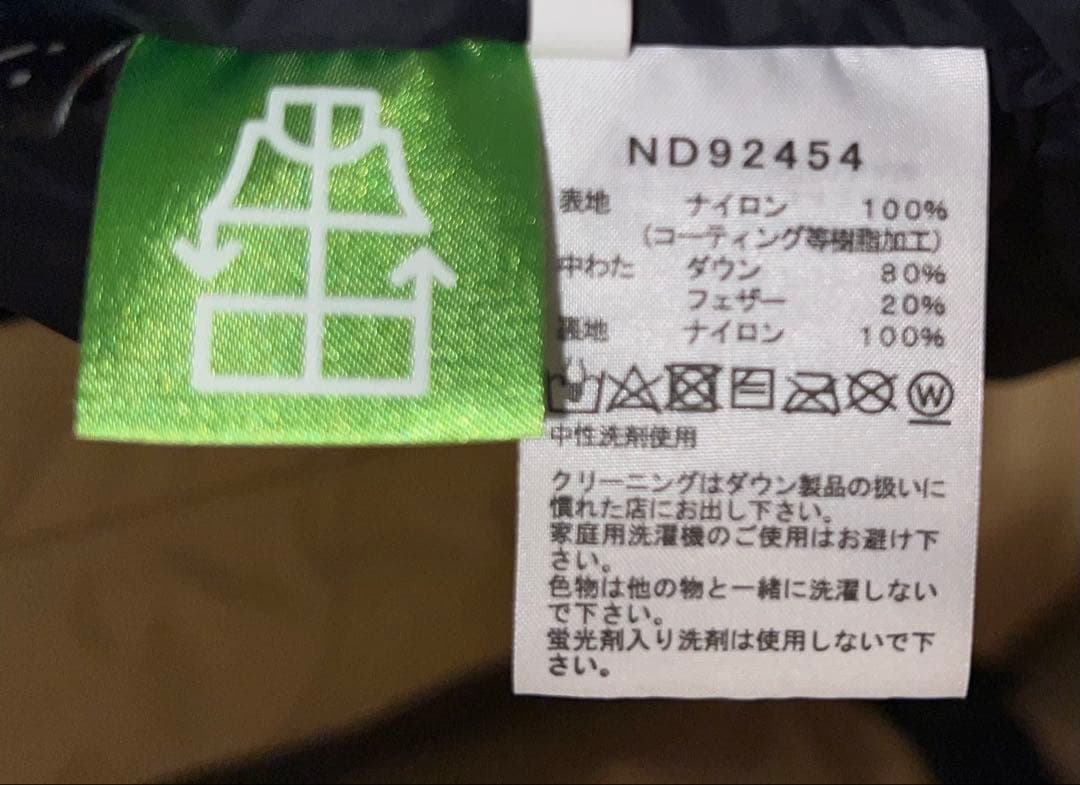 ND92454
表地 ナイロン 100%
(コーティング等樹脂加工)
中わた ダウン 80%
フェザー 20%
裏地 ナイロン 100%
W
中性洗剤使用
クリーニングはダウン製品の扱いに
慣れた店にお出し下さい。
家庭用洗濯機のご使用はお避け下
さい。
色物は他の物と一緒に洗濯しない
で下さい。
蛍光剤入り洗剤は使用しないで下
さい。